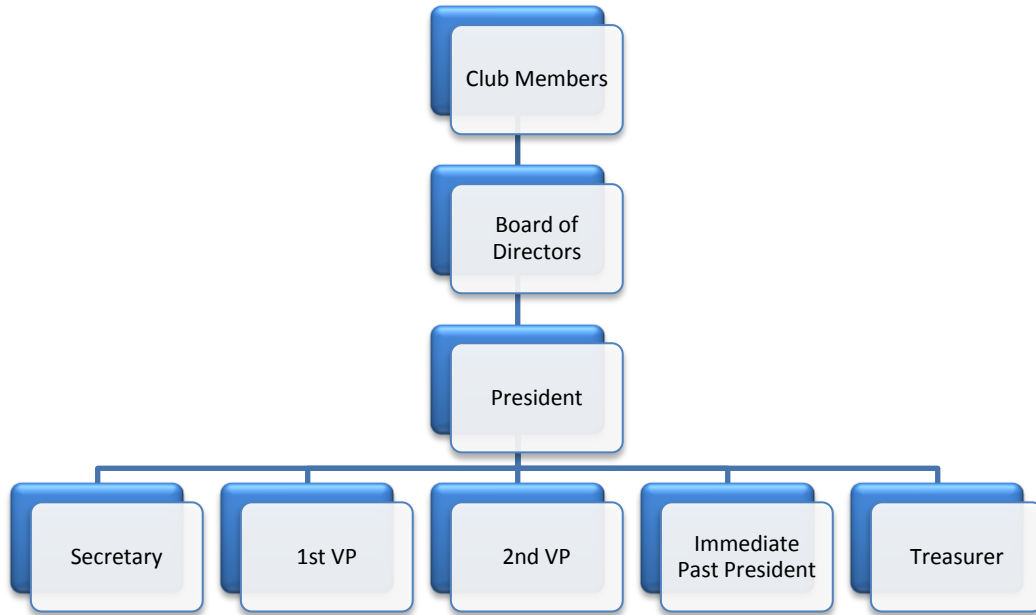 Club Members
Board of
Directors
President
Secretary
1st VP
2nd VP
Immediate
Past President
Treasurer